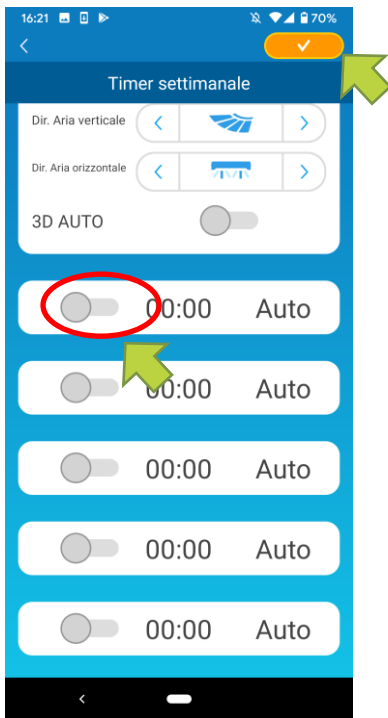 16:21 70%
Timer settimanale
Dir. Aria verticale
Dir. Aria orizzontale
3D AUTO
00:00 Auto
00:00 Auto
00:00 Auto
00:00 Auto
00:00 Auto